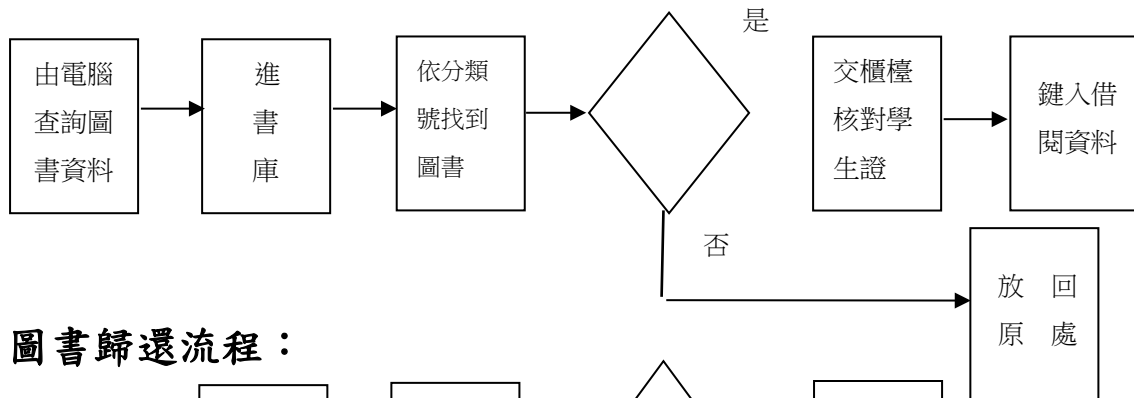 由電腦
查詢圖
書資料
進
書
庫
依分類
號找到
圖書
是
交櫃檯
核對學
生證
鍵入借
閱資料
否
放　回
原　處
圖書歸還流程：